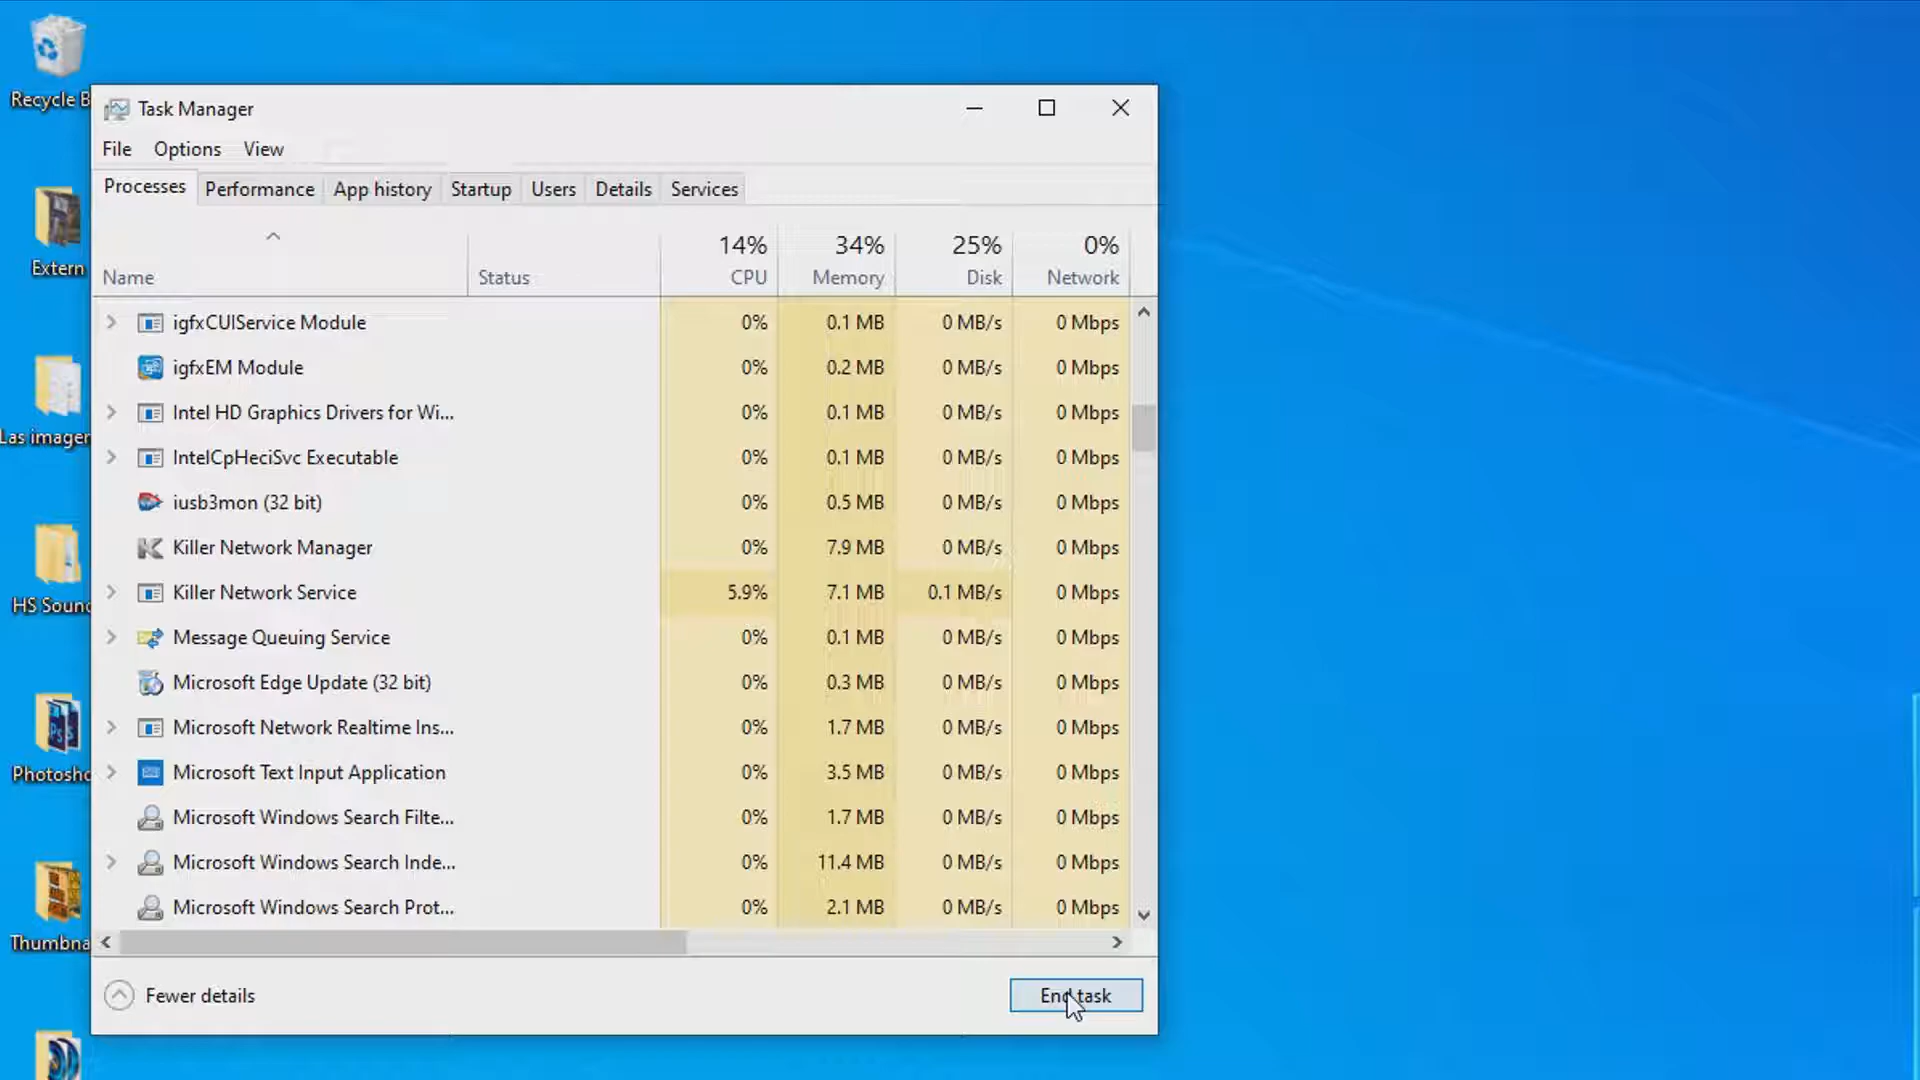 Recycle B
Extern
Las imagen
HS Sound
Photosho
Thumbna
Task Manager
File Options View
Processes Performance App history Startup Users Details Services
14% 34% 25% 0%
Name Status CPU Memory Disk Network
igfxCUIService Module 0% 0.1 MB 0 MB/s 0 Mbps
igfxEM Module 0% 0.2 MB 0 MB/s 0 Mbps
Intel HD Graphics Drivers for Wi... 0% 0.1 MB 0 MB/s 0 Mbps
IntelCpHeciSvc Executable 0% 0.1 MB 0 MB/s 0 Mbps
iusb3mon (32 bit) 0% 0.5 MB 0 MB/s 0 Mbps
Killer Network Manager 0% 7.9 MB 0 MB/s 0 Mbps
Killer Network Service 5.9% 7.1 MB 0.1 MB/s 0 Mbps
Message Queuing Service 0% 0.1 MB 0 MB/s 0 Mbps
Microsoft Edge Update (32 bit) 0% 0.3 MB 0 MB/s 0 Mbps
Microsoft Network Realtime Ins... 0% 1.7 MB 0 MB/s 0 Mbps
Microsoft Text Input Application 0% 3.5 MB 0 MB/s 0 Mbps
Microsoft Windows Search Filte... 0% 1.7 MB 0 MB/s 0 Mbps
Microsoft Windows Search Inde... 0% 11.4 MB 0 MB/s 0 Mbps
Microsoft Windows Search Prot... 0% 2.1 MB 0 MB/s 0 Mbps
Fewer details
End task